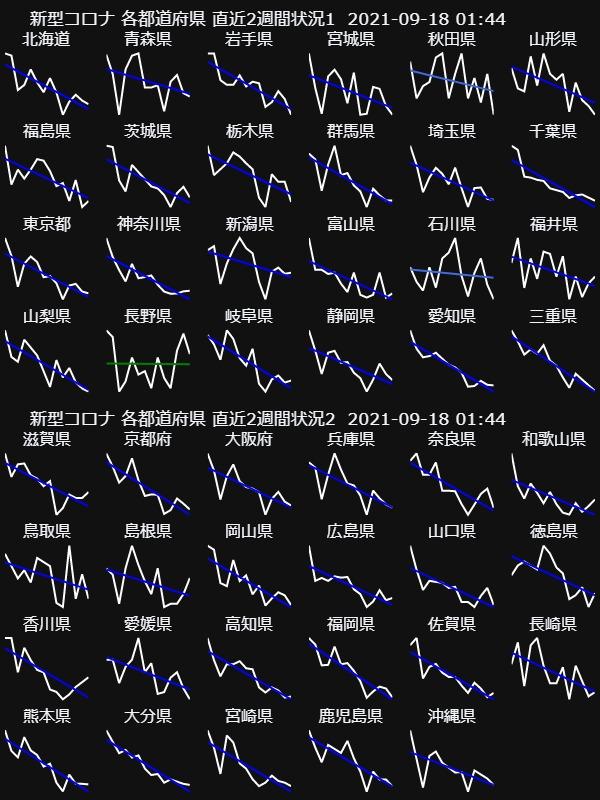 新型コロナ 各都道府県 直近2週間状況1 2021-09-18 01:44
北海道 青森県 岩手県 宮城県 秋田県 山形県
福島県 茨城県 栃木県 群馬県 埼玉県 千葉県
東京都 神奈川県 新潟県 富山県 石川県 福井県
山梨県 長野県 岐阜県 静岡県 愛知県 三重県
新型コロナ 各都道府県 直近2週間状況2 2021-09-18 01:44
滋賀県 京都府 大阪府 兵庫県 奈良県 和歌山県
鳥取県 島根県 岡山県 広島県 山口県 徳島県
香川県 愛媛県 高知県 福岡県 佐賀県 長崎県
熊本県 大分県 宮崎県 鹿児島県 沖縄県